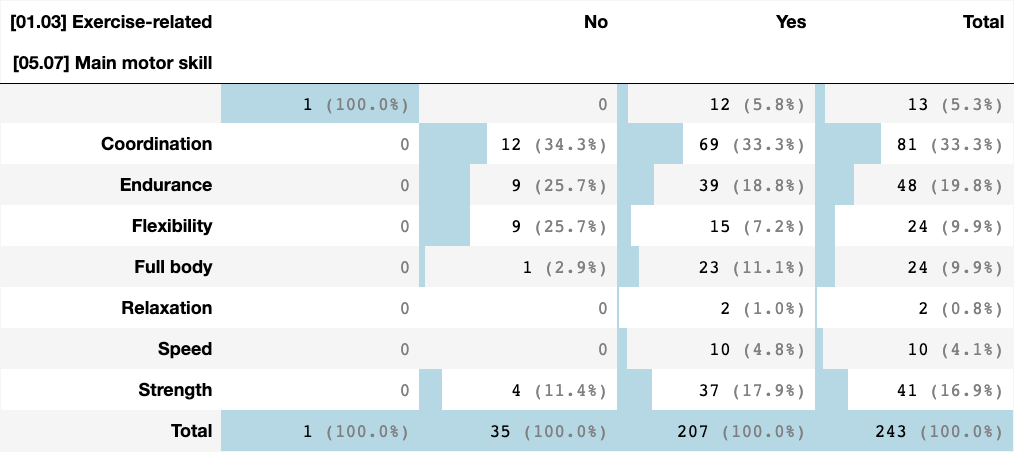 [01.03] Exercise-related No Yes Total
[05.07] Main motor skill
1 (100.0%) 0 12 (5.8%) 13 (5.3%)
Coordination 0 12 (34.3%) 69 (33.3%) 81 (33.3%)
Endurance 0 9 (25.7%) 39 (18.8%) 48 (19.8%)
Flexibility 0 9 (25.7%) 15 (7.2%) 24 (9.9%)
Full body 0 1 (2.9%) 23 (11.1%) 24 (9.9%)
Relaxation 0 0 2 (1.0%) 2 (0.8%)
Speed 0 0 10 (4.8%) 10 (4.1%)
Strength 0 4 (11.4%) 37 (17.9%) 41 (16.9%)
Total 1 (100.0%) 35 (100.0%) 207 (100.0%) 243 (100.0%)